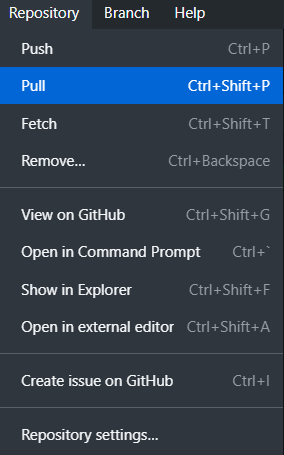 Repository Branch Help
Push Ctrl+P
Pull Ctrl+Shift+P
Fetch Ctrl+Shift+T
Remove... Ctrl+Backspace
View on GitHub Ctrl+Shift+G
Open in Command Prompt Ctrl+`
Show in Explorer Ctrl+Shift+F
Open in external editor Ctrl+Shift+A
Create issue on GitHub Ctrl+I
Repository settings...